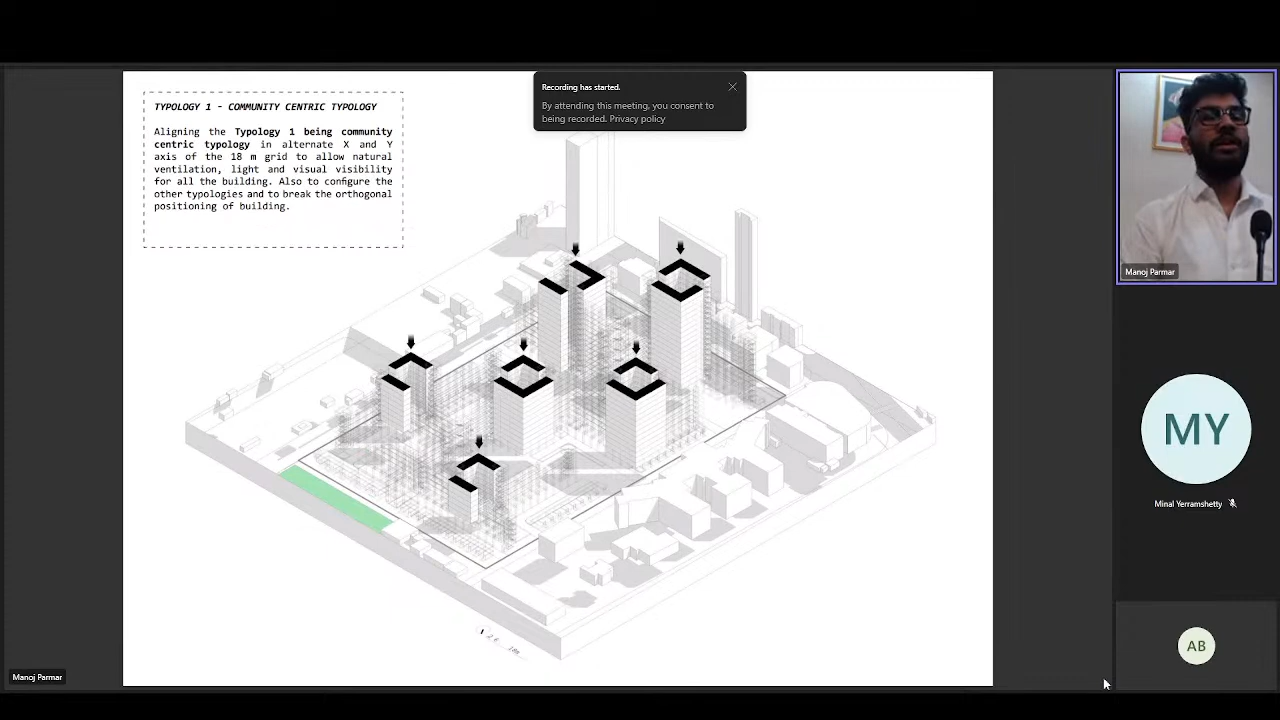 TYPOLOGY 1 - COMMUNITY CENTRIC TYPOLOGY
Aligning the Typology 1 being community
centric typology in alternate X and Y
axis of the 18 m grid to allow natural
ventilation, light and visual visibility
for all the building. Also to configure the
other typologies and to break the orthogonal
positioning of building.
Recording has started.
By attending this meeting, you consent to
being recorded. Privacy policy
Manoj Parmar
MY
Minal Yerramshetty
AB
Manoj Parmar